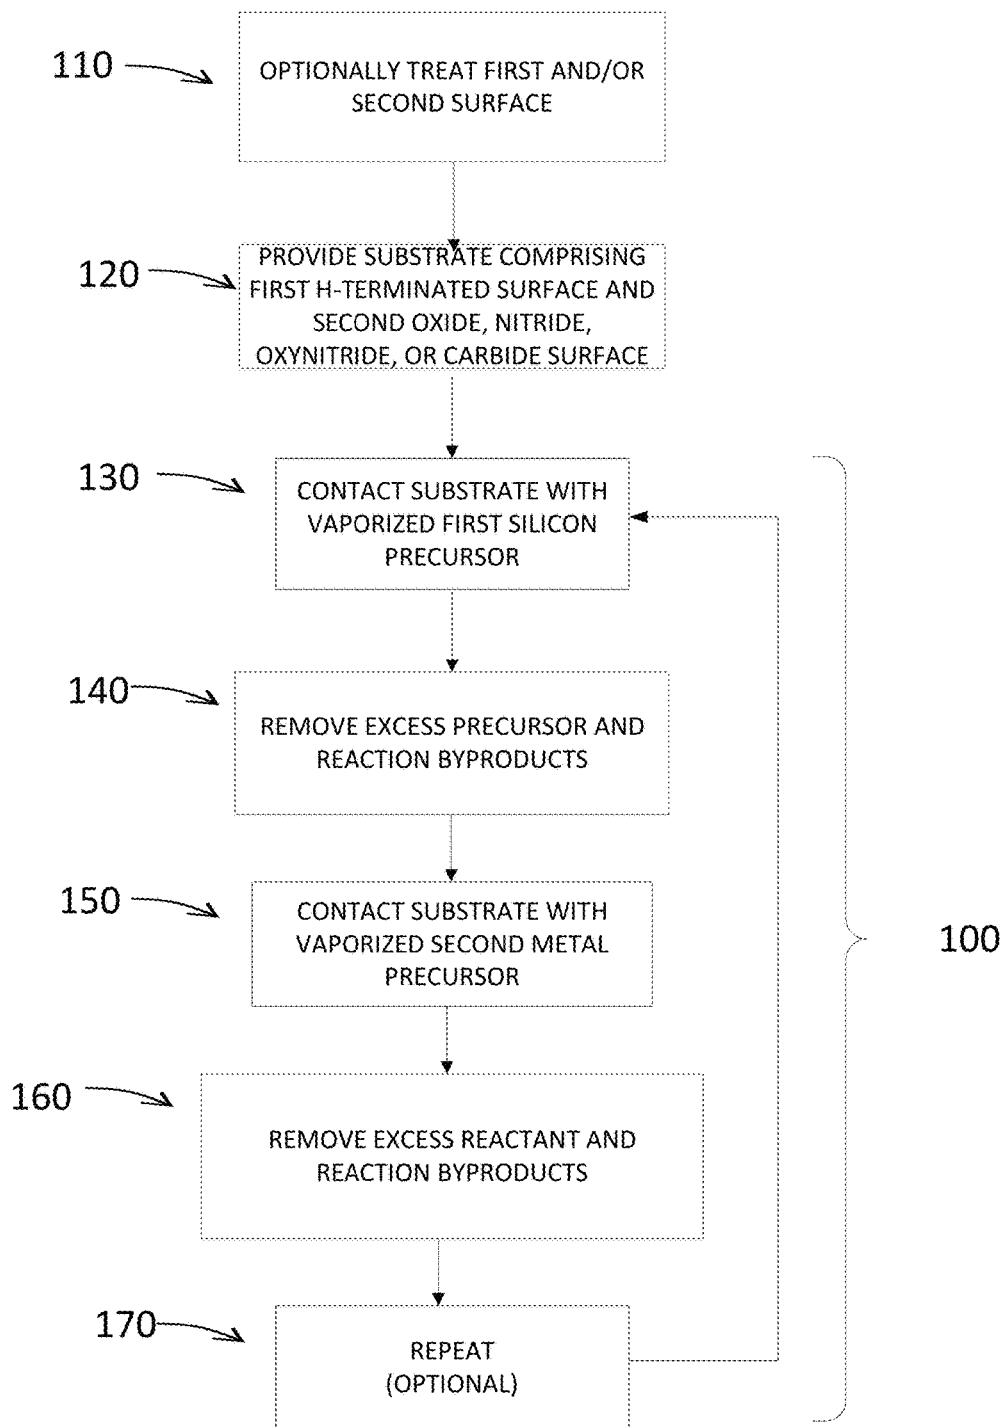 110
OPTIONALLY TREAT FIRST AND/OR
SECOND SURFACE
120
PROVIDE SUBSTRATE COMPRISING
FIRST H-TERMINATED SURFACE AND
SECOND OXIDE, NITRIDE,
OXYNITRIDE, OR CARBIDE SURFACE
130
CONTACT SUBSTRATE WITH
VAPORIZED FIRST SILICON
PRECURSOR
140
REMOVE EXCESS PRECURSOR AND
REACTION BYPRODUCTS
150
CONTACT SUBSTRATE WITH
VAPORIZED SECOND METAL
PRECURSOR
100
160
REMOVE EXCESS REACTANT AND
REACTION BYPRODUCTS
170
REPEAT
(OPTIONAL)